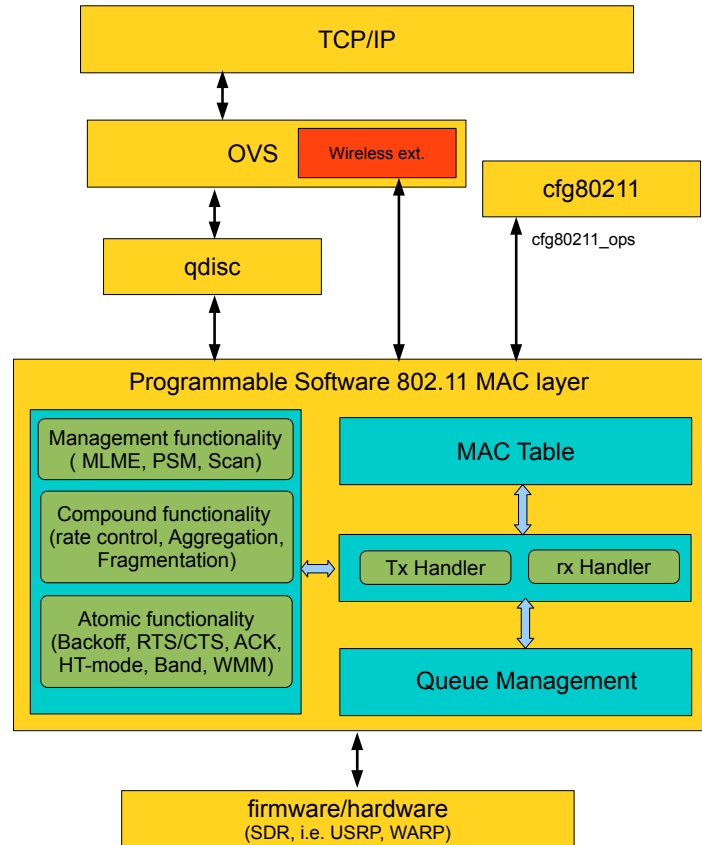 TCP/IP
OVS
Wireless ext.
cfg80211
cfg80211_ops
qdisc
Programmable Software 802.11 MAC layer
Management functionality
( MLME, PSM, Scan)
Compound functionality
(rate control, Aggregation,
Fragmentation)
Atomic functionality
(Backoff, RTS/CTS, ACK,
HT-mode, Band, WMM)
MAC Table
Tx Handler
rx Handler
Queue Management
firmware/hardware
(SDR, i.e. USRP, WARP)